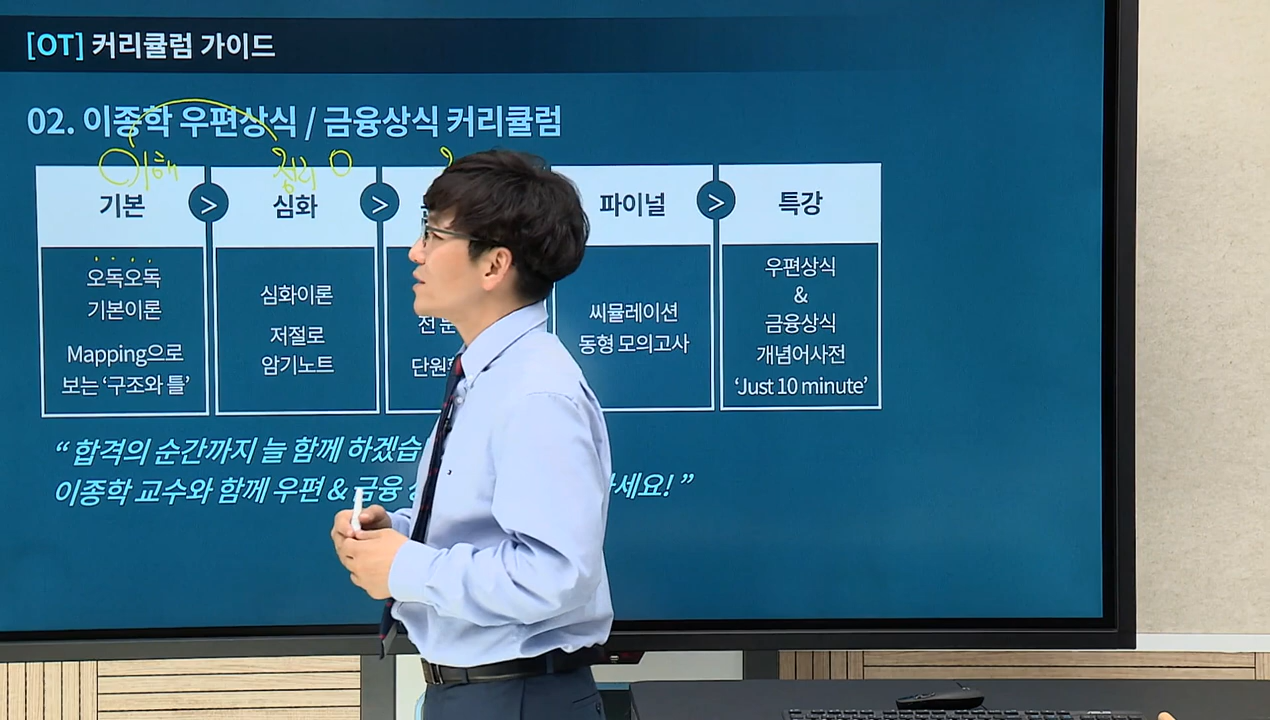 [OT] 커리큘럼 가이드
02. 이종학 우편상식 / 금융상식 커리큘럼
이해
정리
기본 > 심화 >
파이널 > 특강
오독오독
기본이론
Mapping으로
보는 ‘구조와 틀’
심화이론
저절로
암기노트
전
단원
씨뮬레이션
동형 모의고사
우편상식
&
금융상식
개념어사전
‘Just 10 minute’
“ 합격의 순간까지 늘 함께 하겠습
이종학 교수와 함께 우편 & 금융 세요! ”